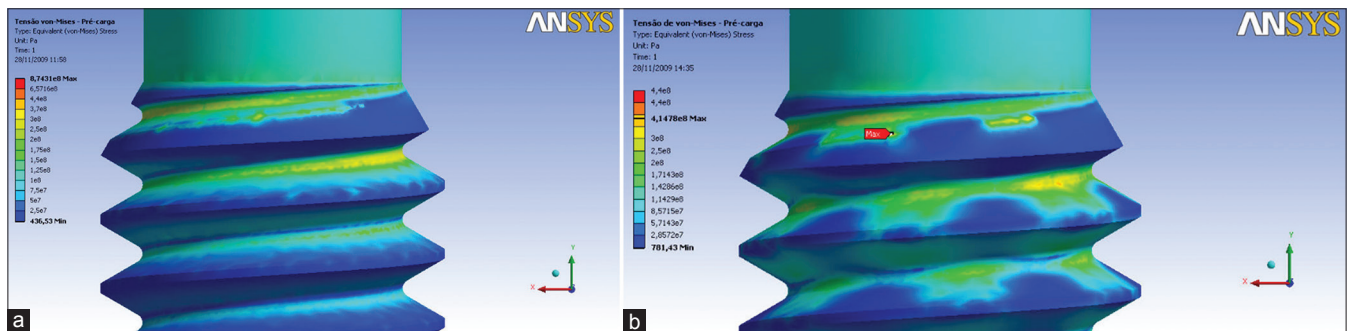 Tensão von-Mises - Pré-carga
Type: Equivalent (von-Mises) Stress
Unit: Pa
Time: 1
28/11/2009 11:58
8,7431e8 Max
6,5716e8
4,4e8
3,7e8
3e8
2,5e8
2e8
1,75e8
1,5e8
1,25e8
1e8
7,5e7
5e7
2,5e7
436,53 Min
ANSYS
Y
X
a
Tensão de von-Mises - Pré-carga
Type: Equivalent (von-Mises) Stress
Unit: Pa
Time: 1
28/11/2009 14:35
4,4e8
4,4e8
4,1478e8 Max
3e8
2,5e8
2e8
1,7143e8
1,4286e8
1,1429e8
8,5715e7
5,7143e7
2,8572e7
781,43 Min
Max
ANSYS
Y
X
b